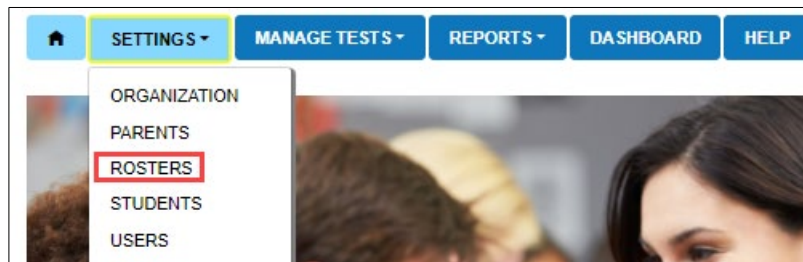 SETTINGS MANAGE TESTS REPORTS DASHBOARD HELP
ORGANIZATION
PARENTS
ROSTERS
STUDENTS
USERS